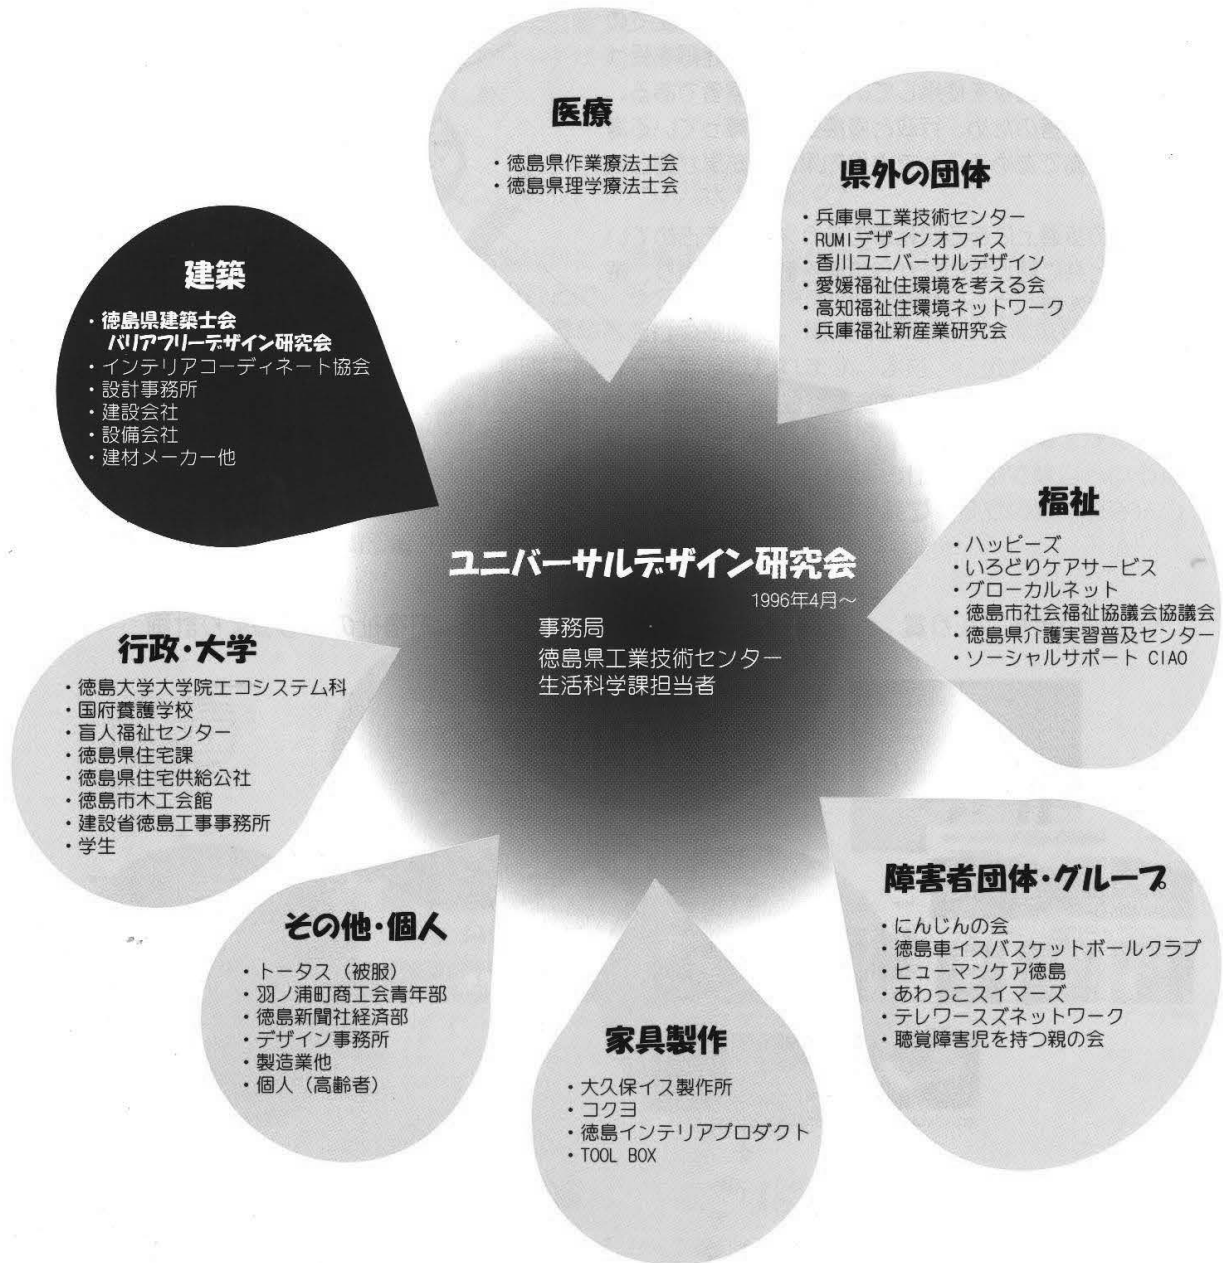 医療
・徳島県作業療法士会
・徳島県理学療法士会
県外の団体
・兵庫県工業技術センター
・RUMIデザインオフィス
・香川ユニバーサルデザイン
・愛媛福祉住環境を考える会
・高知福祉住環境ネットワーク
・兵庫福祉新産業研究会
建築
・徳島県建築士会
バリアフリーデザイン研究会
・インテリアコーディネート協会
・設計事務所
・建設会社
・設備会社
・建材メーカー他
福祉
・ハッピーズ
・いろどりケアサービス
・グローカルネット
・徳島市社会福祉協議会協議会
・徳島県介護実習普及センター
・ソーシャルサポート CIAO
ユニバーサルデザイン研究会
1996年4月～
事務局
徳島県工業技術センター
生活科学課担当者
行政・大学
・徳島大学大学院エコシステム科
・国府養護学校
・盲人福祉センター
・徳島県住宅課
・徳島県住宅供給公社
・徳島市木工会館
・建設省徳島工事事務所
・学生
障害者団体・グループ
・にんじんの会
・徳島車イスバスケットボールクラブ
・ヒューマンケア徳島
・あわっこスイマーズ
・テレワースズネットワーク
・聴覚障害児を持つ親の会
その他・個人
・トータス（被服）
・羽ノ浦町商工会青年部
・徳島新聞社経済部
・デザイン事務所
・製造業他
・個人（高齢者）
家具製作
・大久保イス製作所
・コクヨ
・徳島インテリアプロダクト
・TOOL BOX